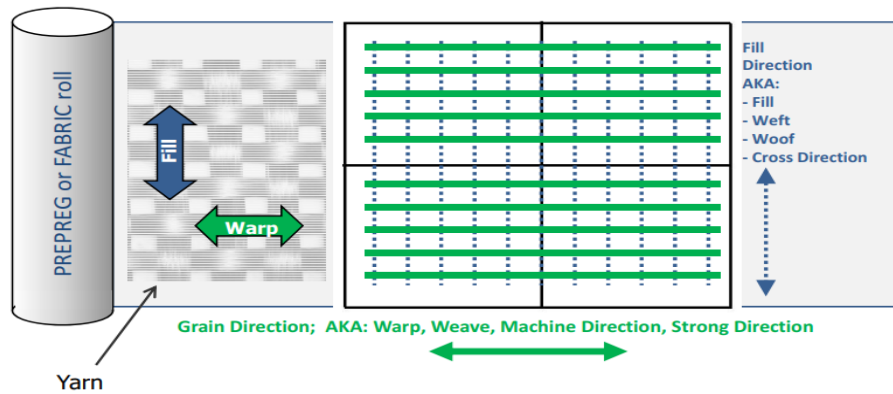 PREPREG or FABRIC roll
Fill
Warp
Fill
Direction
AKA:
- Fill
- Weft
- Woof
- Cross Direction
Grain Direction;  AKA: Warp, Weave, Machine Direction, Strong Direction
Yarn